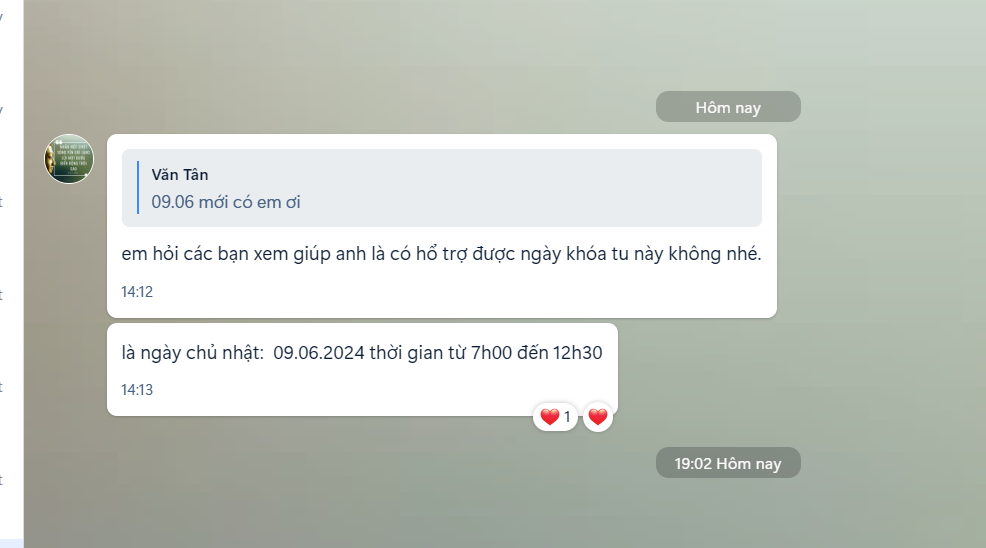 Hôm nay
Văn Tân
09.06 mới có em ơi
em hỏi các bạn xem giúp anh là có hổ trợ được ngày khóa tu này không nhé.
14:12
là ngày chủ nhật:  09.06.2024 thời gian từ 7h00 đến 12h30
14:13
1
19:02 Hôm nay